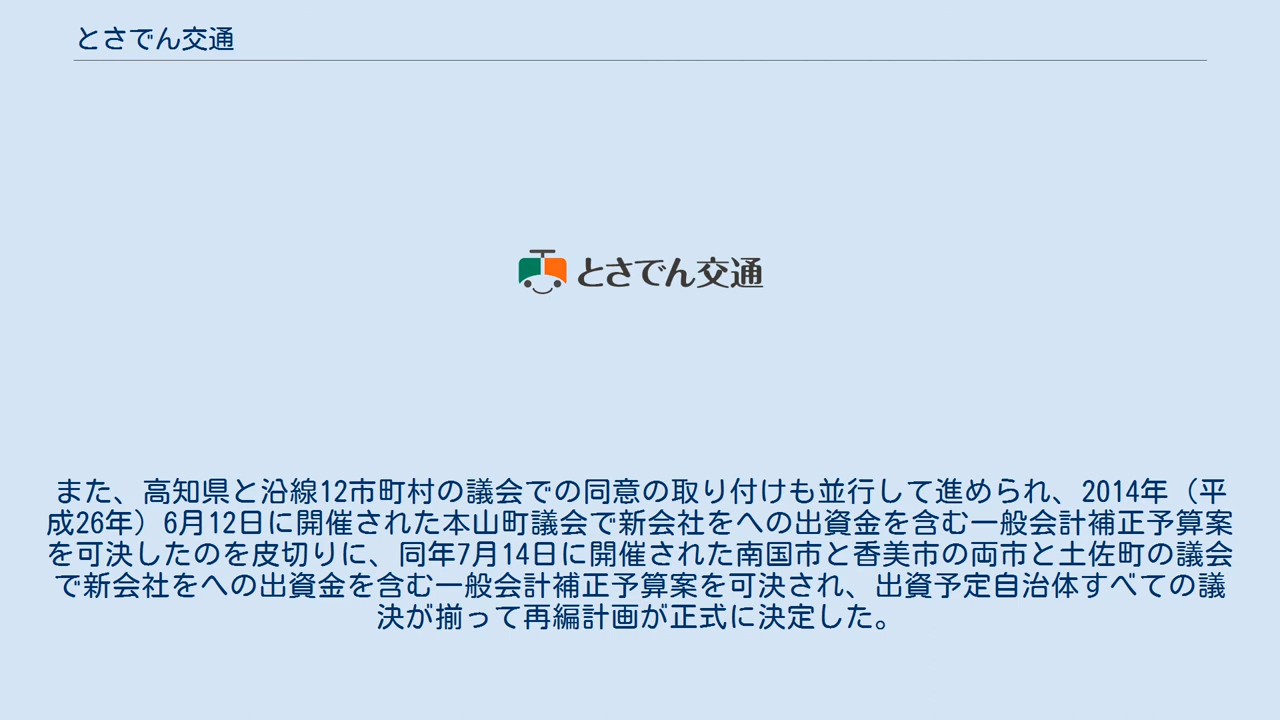 とさでん交通
とさでん交通
また、高知県と沿線12市町村の議会での同意の取り付けも並行して進められ、2014年（平
成26年）6月12日に開催された本山町議会で新会社をへの出資金を含む一般会計補正予算案
を可決したのを皮切りに、同年7月14日に開催された南国市と香美市の両市と土佐町の議会
で新会社をへの出資金を含む一般会計補正予算案を可決され、出資予定自治体すべての議
決が揃って再編計画が正式に決定した。